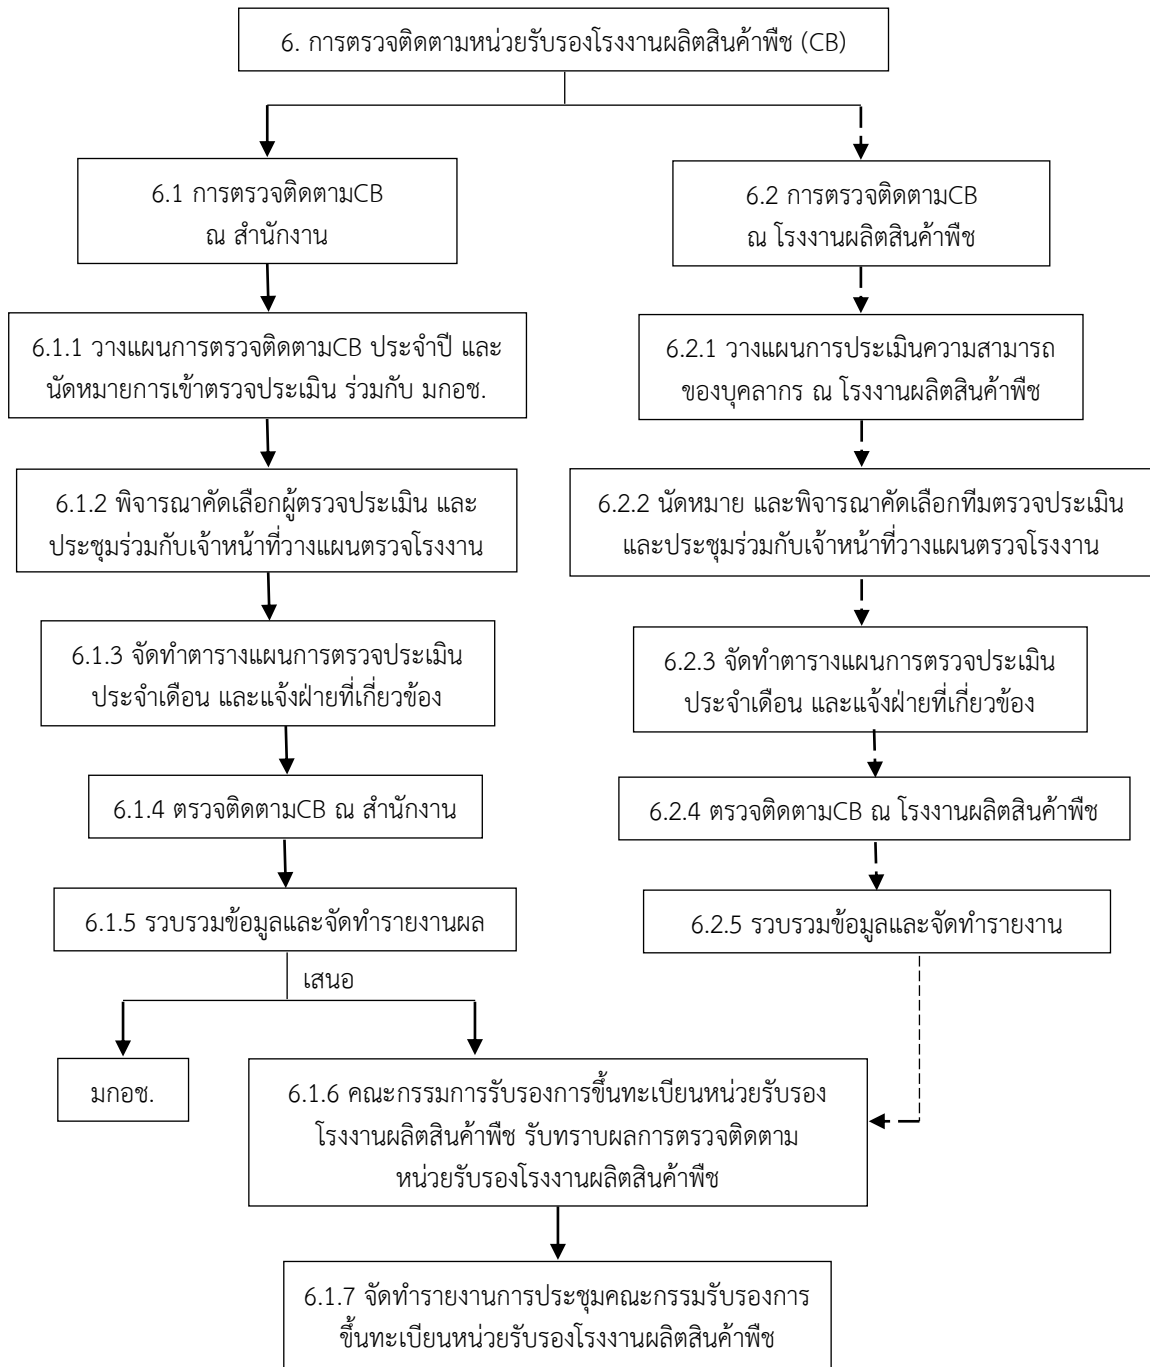 6. การตรวจติดตามหน่วยรับรองโรงงานผลิตสินค้าพืช (CB)
6.1 การตรวจติดตามCB
ณ สำนักงาน
6.2 การตรวจติดตามCB
ณ โรงงานผลิตสินค้าพืช
6.1.1 วางแผนการตรวจติดตามCB ประจำปี และ
นัดหมายการเข้าตรวจประเมิน ร่วมกับ มกอช.
6.2.1 วางแผนการประเมินความสามารถ
ของบุคลากร ณ โรงงานผลิตสินค้าพืช
6.1.2 พิจารณาคัดเลือกผู้ตรวจประเมิน และ
ประชุมร่วมกับเจ้าหน้าที่วางแผนตรวจโรงงาน
6.2.2 นัดหมาย และพิจารณาคัดเลือกทีมตรวจประเมิน
และประชุมร่วมกับเจ้าหน้าที่วางแผนตรวจโรงงาน
6.1.3 จัดทำตารางแผนการตรวจประเมิน
ประจำเดือน และแจ้งฝ่ายที่เกี่ยวข้อง
6.2.3 จัดทำตารางแผนการตรวจประเมิน
ประจำเดือน และแจ้งฝ่ายที่เกี่ยวข้อง
6.1.4 ตรวจติดตามCB ณ สำนักงาน
6.2.4 ตรวจติดตามCB ณ โรงงานผลิตสินค้าพืช
6.1.5 รวบรวมข้อมูลและจัดทำรายงานผล
6.2.5 รวบรวมข้อมูลและจัดทำรายงาน
เสนอ
มกอช.
6.1.6 คณะกรรมการรับรองการขึ้นทะเบียนหน่วยรับรอง
โรงงานผลิตสินค้าพืช รับทราบผลการตรวจติดตาม
หน่วยรับรองโรงงานผลิตสินค้าพืช
6.1.7 จัดทำรายงานการประชุมคณะกรรมรับรองการ
ขึ้นทะเบียนหน่วยรับรองโรงงานผลิตสินค้าพืช